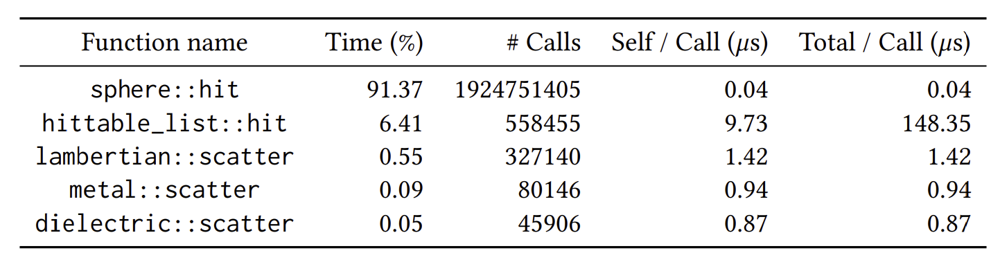 Function name Time (%) # Calls Self / Call (μs) Total / Call (μs)
sphere::hit 91.37 1924751405 0.04 0.04
hittable_list::hit 6.41 558455 9.73 148.35
lambertian::scatter 0.55 327140 1.42 1.42
metal::scatter 0.09 80146 0.94 0.94
dielectric::scatter 0.05 45906 0.87 0.87